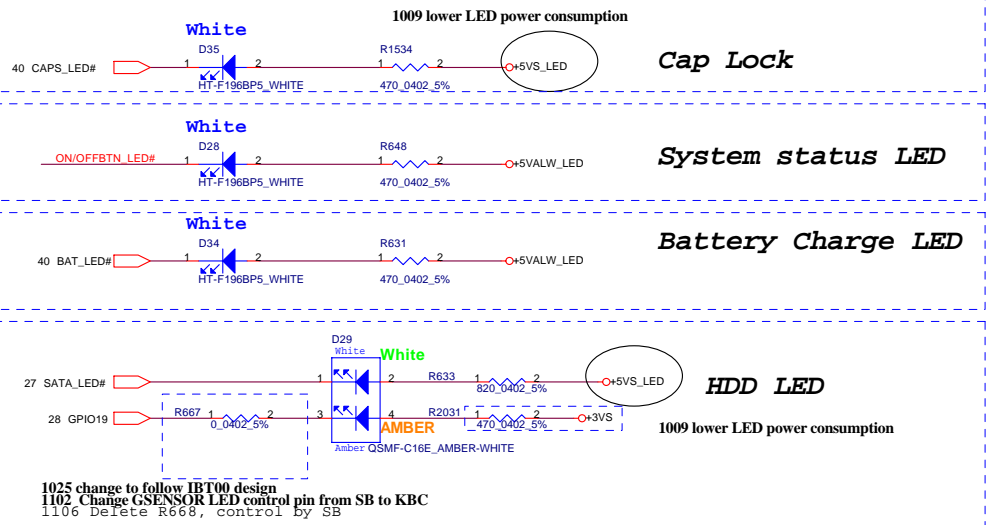 1009 lower LED power consumption
White
D35
R1534
40 CAPS_LED#
1
2
1
2
+5VS_LED
Cap Lock
HT-F196BP5_WHITE
470_0402_5%
White
D28
R648
ON/OFFBTN_LED#
1
2
1
2
+5VALW_LED
System status LED
HT-F196BP5_WHITE
470_0402_5%
White
D34
R631
40 BAT_LED#
1
2
1
2
+5VALW_LED
Battery Charge LED
HT-F196BP5_WHITE
470_0402_5%
D29
White
White
27 SATA_LED#
1
2
R633
1
2
+5VS_LED
HDD LED
820_0402_5%
28 GPIO19
R667
1
2
3
4
R2031
1
2
+3VS
0_0402_5%
AMBER
470_0402_5%
1009 lower LED power consumption
Amber
QSMF-C16E_AMBER-WHITE
1025 change to follow IBT00 design
1102 Change GSENSOR LED control pin from SB to KBC
1106 Delete R668, control by SB